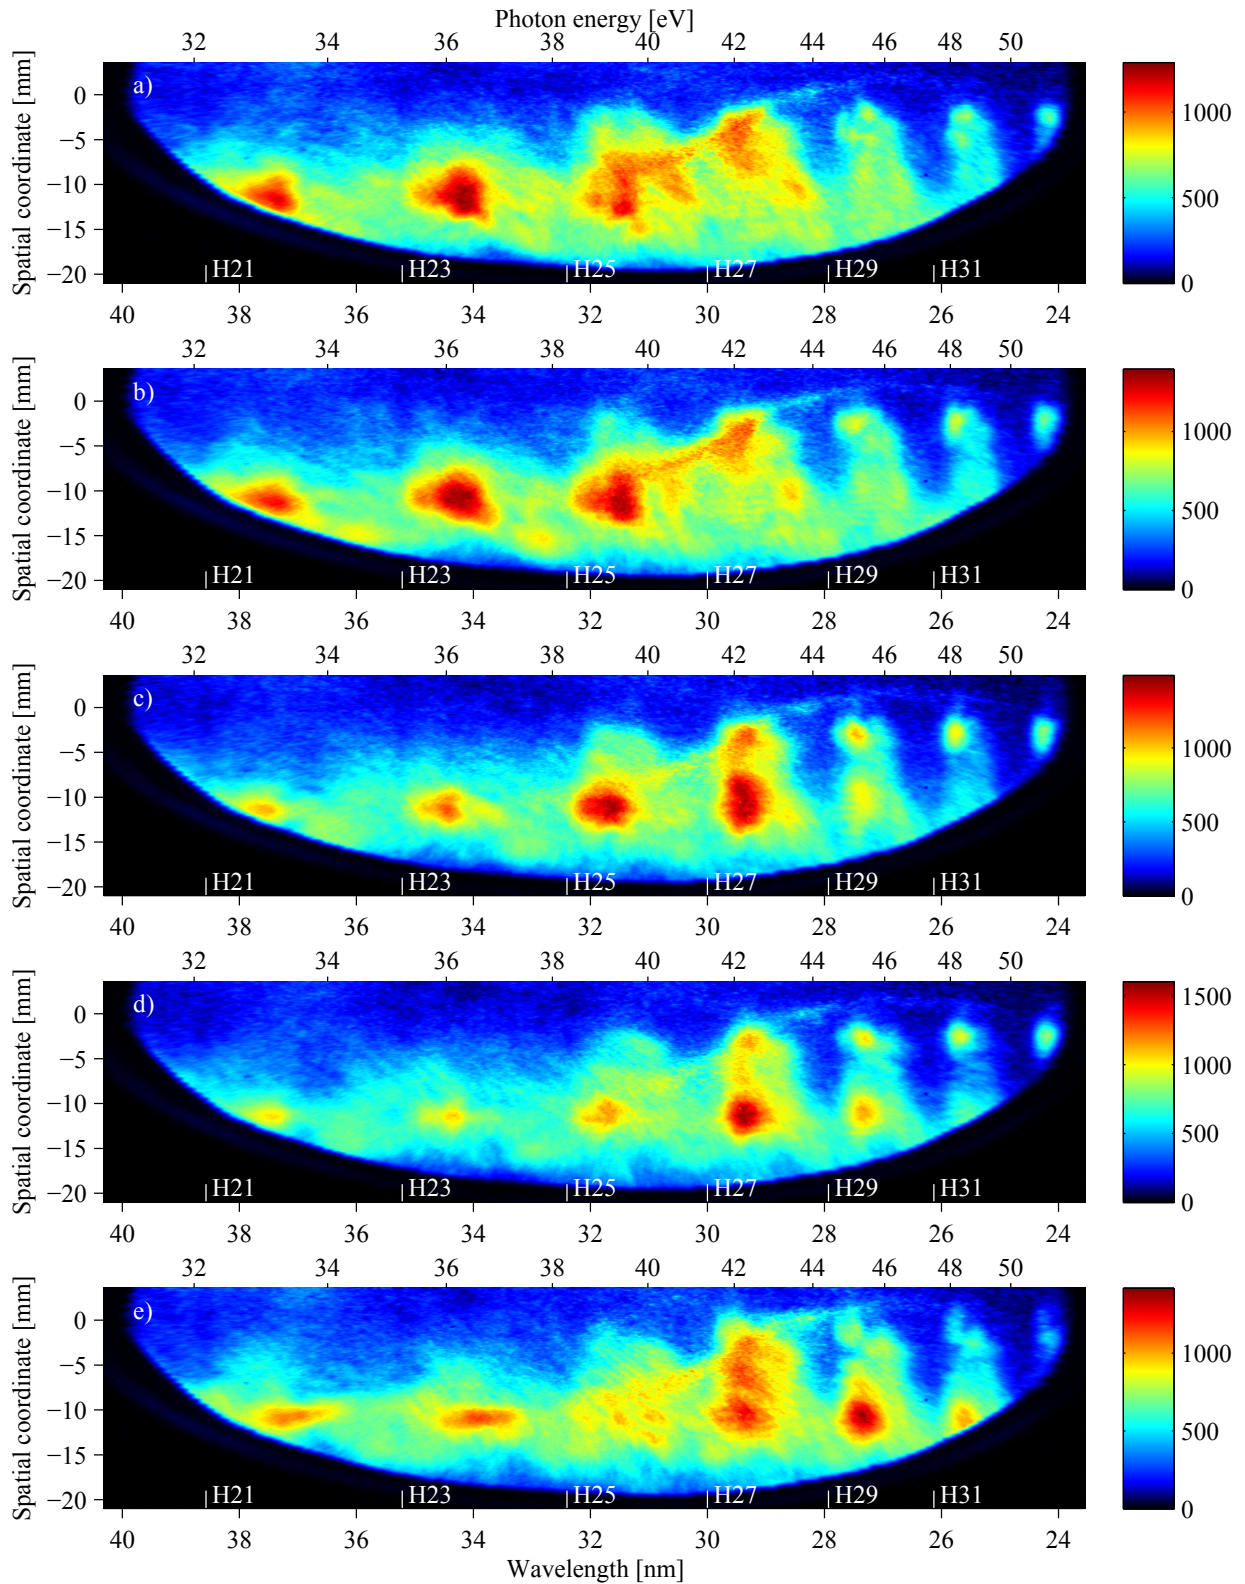 Photon energy [eV]
32 34 36 38 40 42 44 46 48 50
a)
Spatial coordinate [mm]
0
−5
−10
−15
−20
H21 H23 H25 H27 H29 H31
40 38 36 34 32 30 28 26 24
1000
500
0
32 34 36 38 40 42 44 46 48 50
b)
Spatial coordinate [mm]
0
−5
−10
−15
−20
H21 H23 H25 H27 H29 H31
40 38 36 34 32 30 28 26 24
1000
500
0
32 34 36 38 40 42 44 46 48 50
c)
Spatial coordinate [mm]
0
−5
−10
−15
−20
H21 H23 H25 H27 H29 H31
40 38 36 34 32 30 28 26 24
1000
500
0
32 34 36 38 40 42 44 46 48 50
d)
Spatial coordinate [mm]
0
−5
−10
−15
−20
H21 H23 H25 H27 H29 H31
40 38 36 34 32 30 28 26 24
1500
1000
500
0
32 34 36 38 40 42 44 46 48 50
e)
Spatial coordinate [mm]
0
−5
−10
−15
−20
H21 H23 H25 H27 H29 H31
40 38 36 34 32 30 28 26 24
1000
500
0
Wavelength [nm]